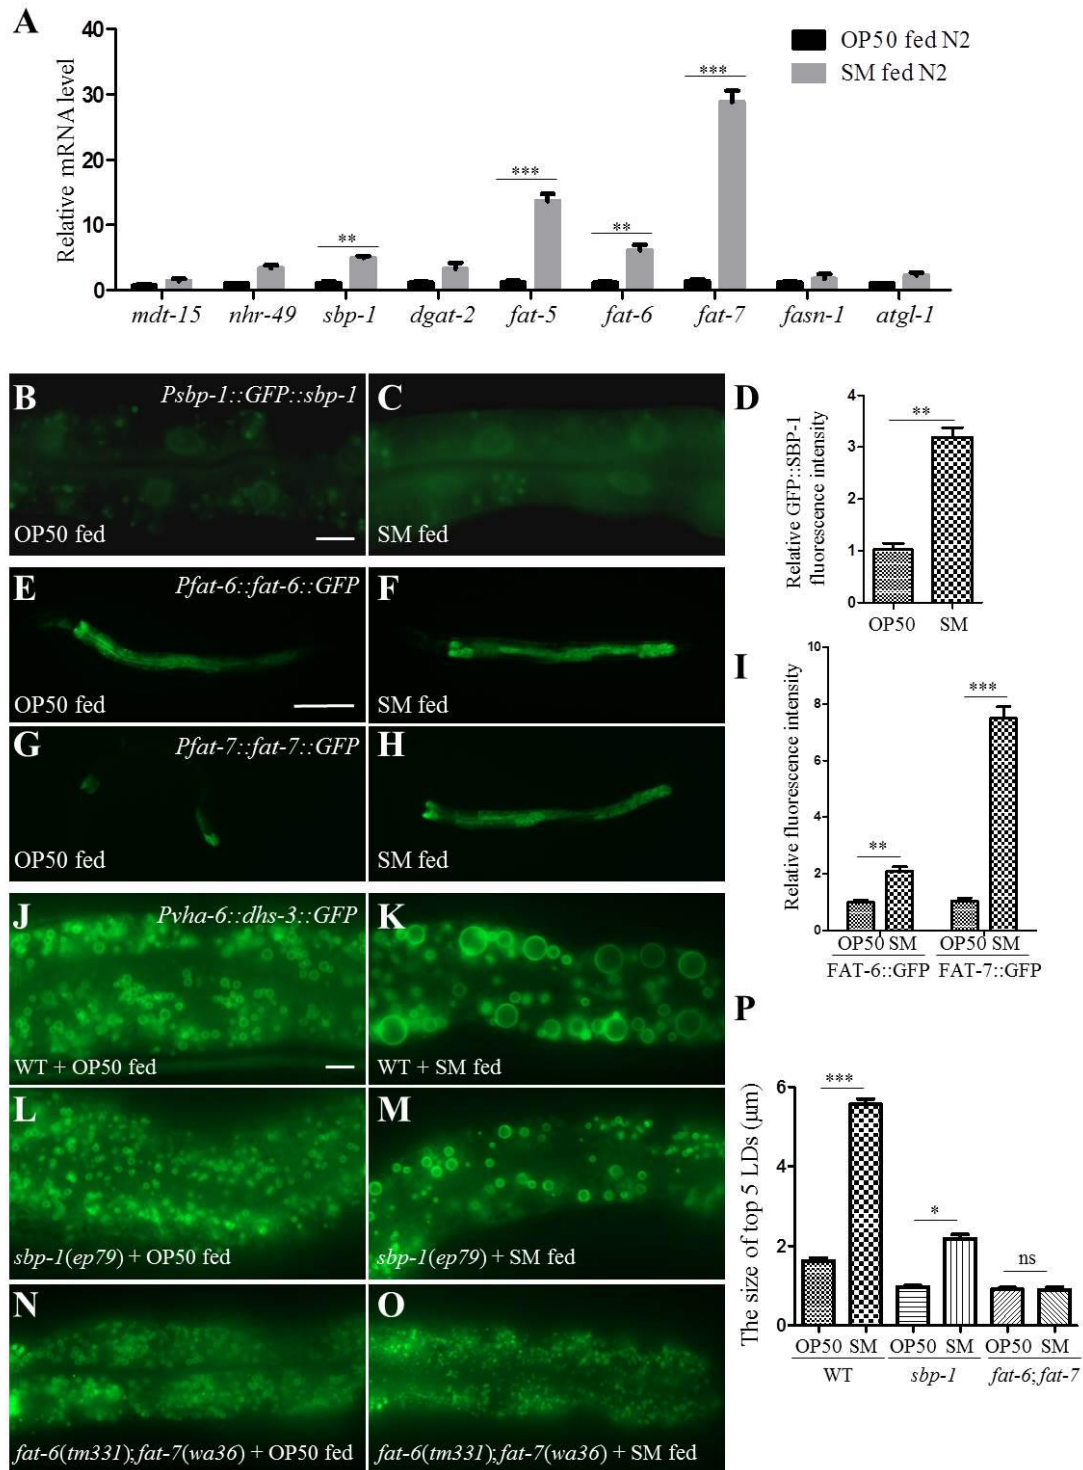 A
Relative mRNA level
40
30
20
10
0
OP50 fed N2
SM fed N2
**
***
**
***
mdt-15 nhr-49 sbp-1 dgat-2 fat-5 fat-6 fat-7 fasn-1 atgl-1
B
Psbp-1::GFP::sbp-1
OP50 fed
C
SM fed
D
Relative GFP::SBP-1
fluorescence intensity
4
3
2
1
0
**
OP50 SM
E
Pfat-6::fat-6::GFP
OP50 fed
F
SM fed
G
Pfat-7::fat-7::GFP
OP50 fed
H
SM fed
I
Relative fluorescence intensity
10
8
6
4
2
0
**
***
OP50 SM OP50 SM
FAT-6::GFP FAT-7::GFP
J
Pvha-6::dhs-3::GFP
WT + OP50 fed
K
WT + SM fed
L
sbp-1(ep79) + OP50 fed
M
sbp-1(ep79) + SM fed
N
fat-6(tm331);fat-7(wa36) + OP50 fed
O
fat-6(tm331);fat-7(wa36) + SM fed
P
The size of top 5 LDs (μm)
6
4
2
0
***
*
ns
OP50 SM OP50 SM OP50 SM
WT sbp-1 fat-6;fat-7